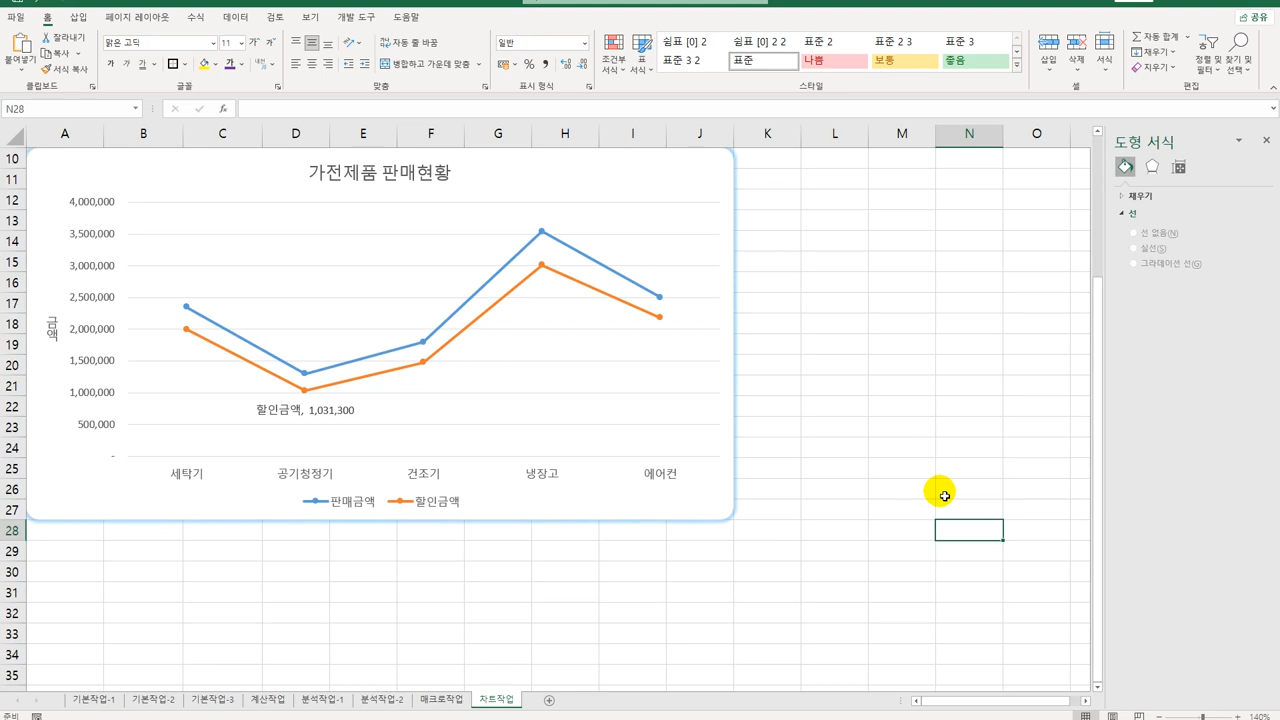 파일 홈 삽입 페이지 레이아웃 수식 데이터 검토 보기 개발 도구 도움말 공유
붙여넣기 잘라내기 복사 서식 복사 클립보드
맑은 고딕 11 가 가 가 가 가 글꼴
자동 줄 바꿈 병합하고 가운데 맞춤 맞춤
일반 % 표시 형식
조건부 서식 표 서식
쉼표 [0] 2 쉼표 [0] 2 2 표준 2 표준 2 3 표준 3
표준 3 2 표준 나쁨 보통 좋음
스타일
삽입 삭제 서식 셀
자동 합계 채우기 지우기 정렬 및 필터 찾기 및 선택 편집
N28 fx
A B C D E F G H I J K L M N O
10
11
12
13
14
15
16
17
18
19
20
21
22
23
24
25
26
27
28
29
30
31
32
33
34
35
가전제품 판매현황
4,000,000
3,500,000
3,000,000
2,500,000
2,000,000
1,500,000
1,000,000
500,000
-
금액
할인금액, 1,031,300
세탁기 공기청정기 건조기 냉장고 에어컨
판매금액 할인금액
도형 서식
채우기
선
선 없음(N)
실선(S)
그라데이션 선(G)
기본작업-1 기본작업-2 기본작업-3 계산작업 분석작업-1 분석작업-2 매크로작업 차트작업
준비 140%